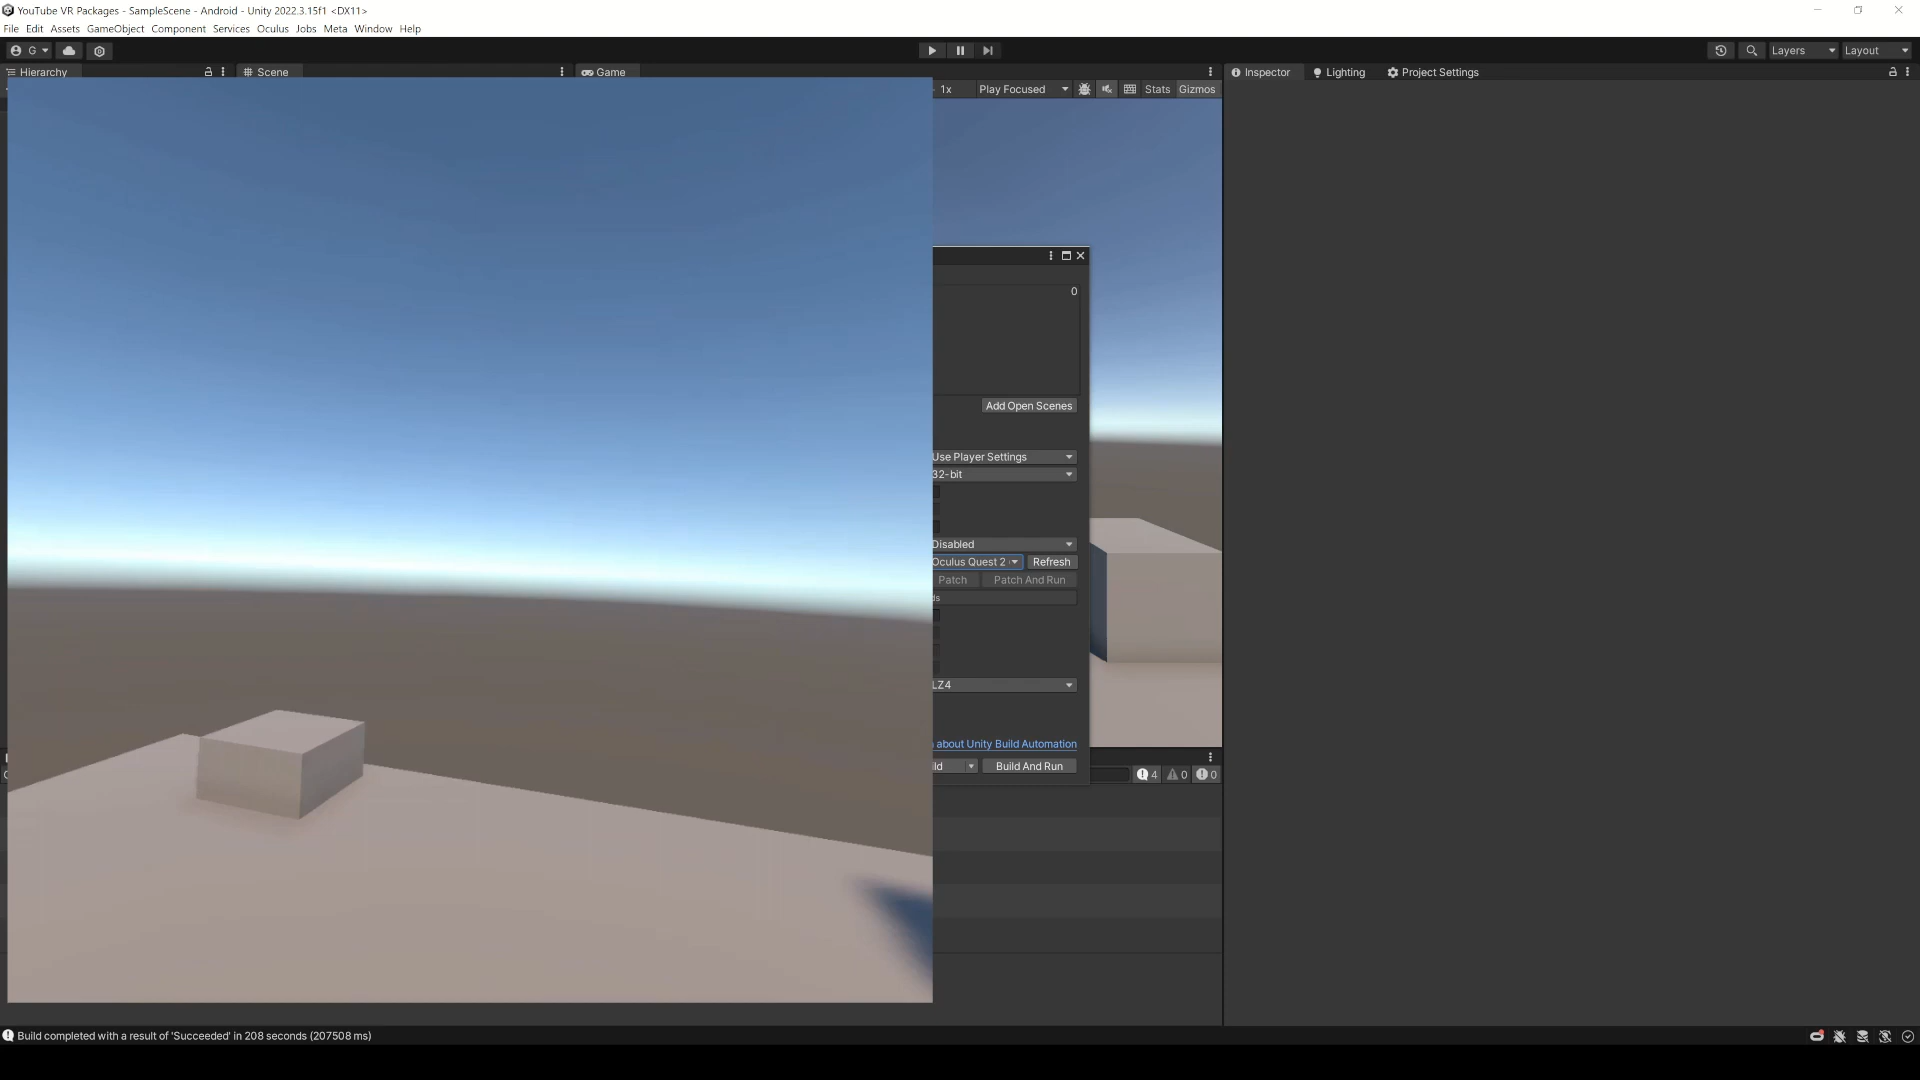 YouTube VR Packages - SampleScene - Android - Unity 2022.3.15f1 <DX11>
File Edit Assets GameObject Component Services Oculus Jobs Meta Window Help
G Layers Layout
Hierarchy Scene Game Inspector Lighting Project Settings
1x Play Focused Stats Gizmos
0
Add Open Scenes
Use Player Settings
32-bit
Disabled
Oculus Quest 2 Refresh
Patch Patch And Run
ds
LZ4
about Unity Build Automation
ild Build And Run
4 0 0
Build completed with a result of 'Succeeded' in 208 seconds (207508 ms)